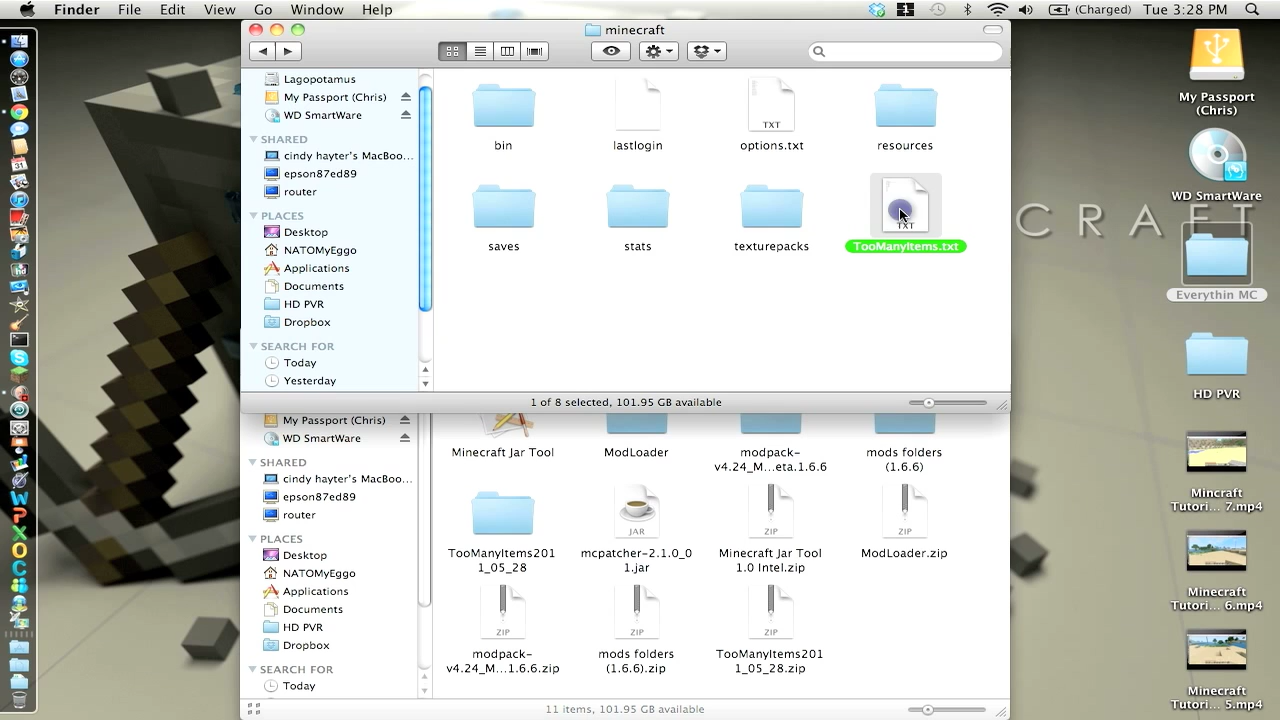 Finder File Edit View Go Window Help (Charged) Tue 3:28 PM
minecraft
Lagopotamus
My Passport (Chris)
WD SmartWare
SHARED
cindy hayter's MacBoo...
epson87ed89
router
PLACES
Desktop
NATOMyEggo
Applications
Documents
HD PVR
Dropbox
SEARCH FOR
Today
Yesterday
TXT
bin lastlogin options.txt resources
TXT
saves stats texturepacks TooManyItems.txt
1 of 8 selected, 101.95 GB available
My Passport (Chris)
WD SmartWare
SHARED
cindy hayter's MacBoo...
epson87ed89
router
PLACES
Desktop
NATOMyEggo
Applications
Documents
HD PVR
Dropbox
SEARCH FOR
Today
Minecraft Jar Tool ModLoader modpack- mods folders
v4.24_M...eta.1.6.6 (1.6.6)
JAR ZIP ZIP
TooManyItems201 mcpatcher-2.1.0_0 Minecraft Jar Tool ModLoader.zip
1_05_28 1.jar 1.0 Intel.zip
ZIP ZIP ZIP
modpack- mods folders TooManyItems201
v4.24_M...1.6.6.zip (1.6.6).zip 1_05_28.zip
11 items, 101.95 GB available
My Passport
(Chris)
WD SmartWare
CRAFT
Everythin MC
HD PVR
Mincraft
Tutori... 7.mp4
Minecraft
Tutori... 6.mp4
Minecraft
Tutori... 5.mp4